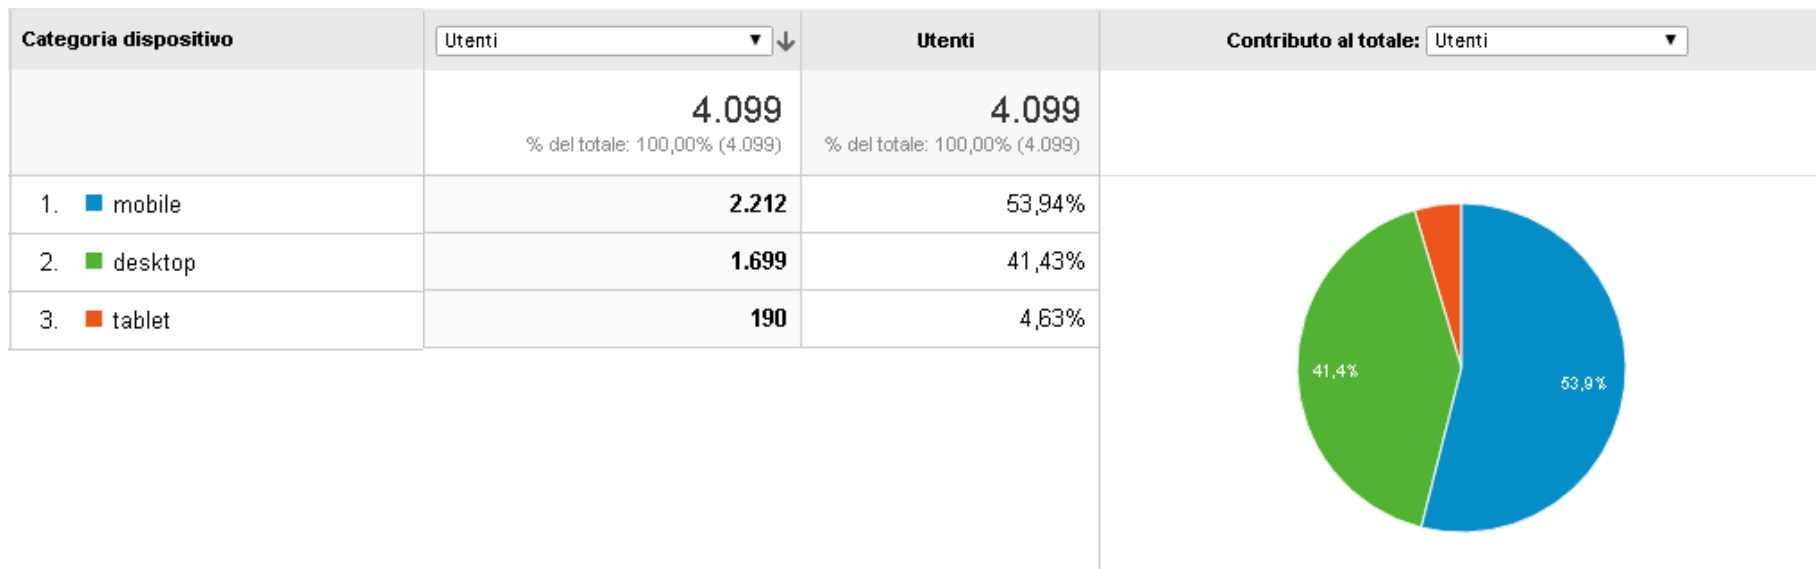 Categoria dispositivo
Utenti
Utenti
Contributo al totale: Utenti
4.099
% del totale: 100,00% (4.099)
4.099
% del totale: 100,00% (4.099)
1. mobile 2.212 53,94%
2. desktop 1.699 41,43%
3. tablet 190 4,63%
41,4%
53,9%